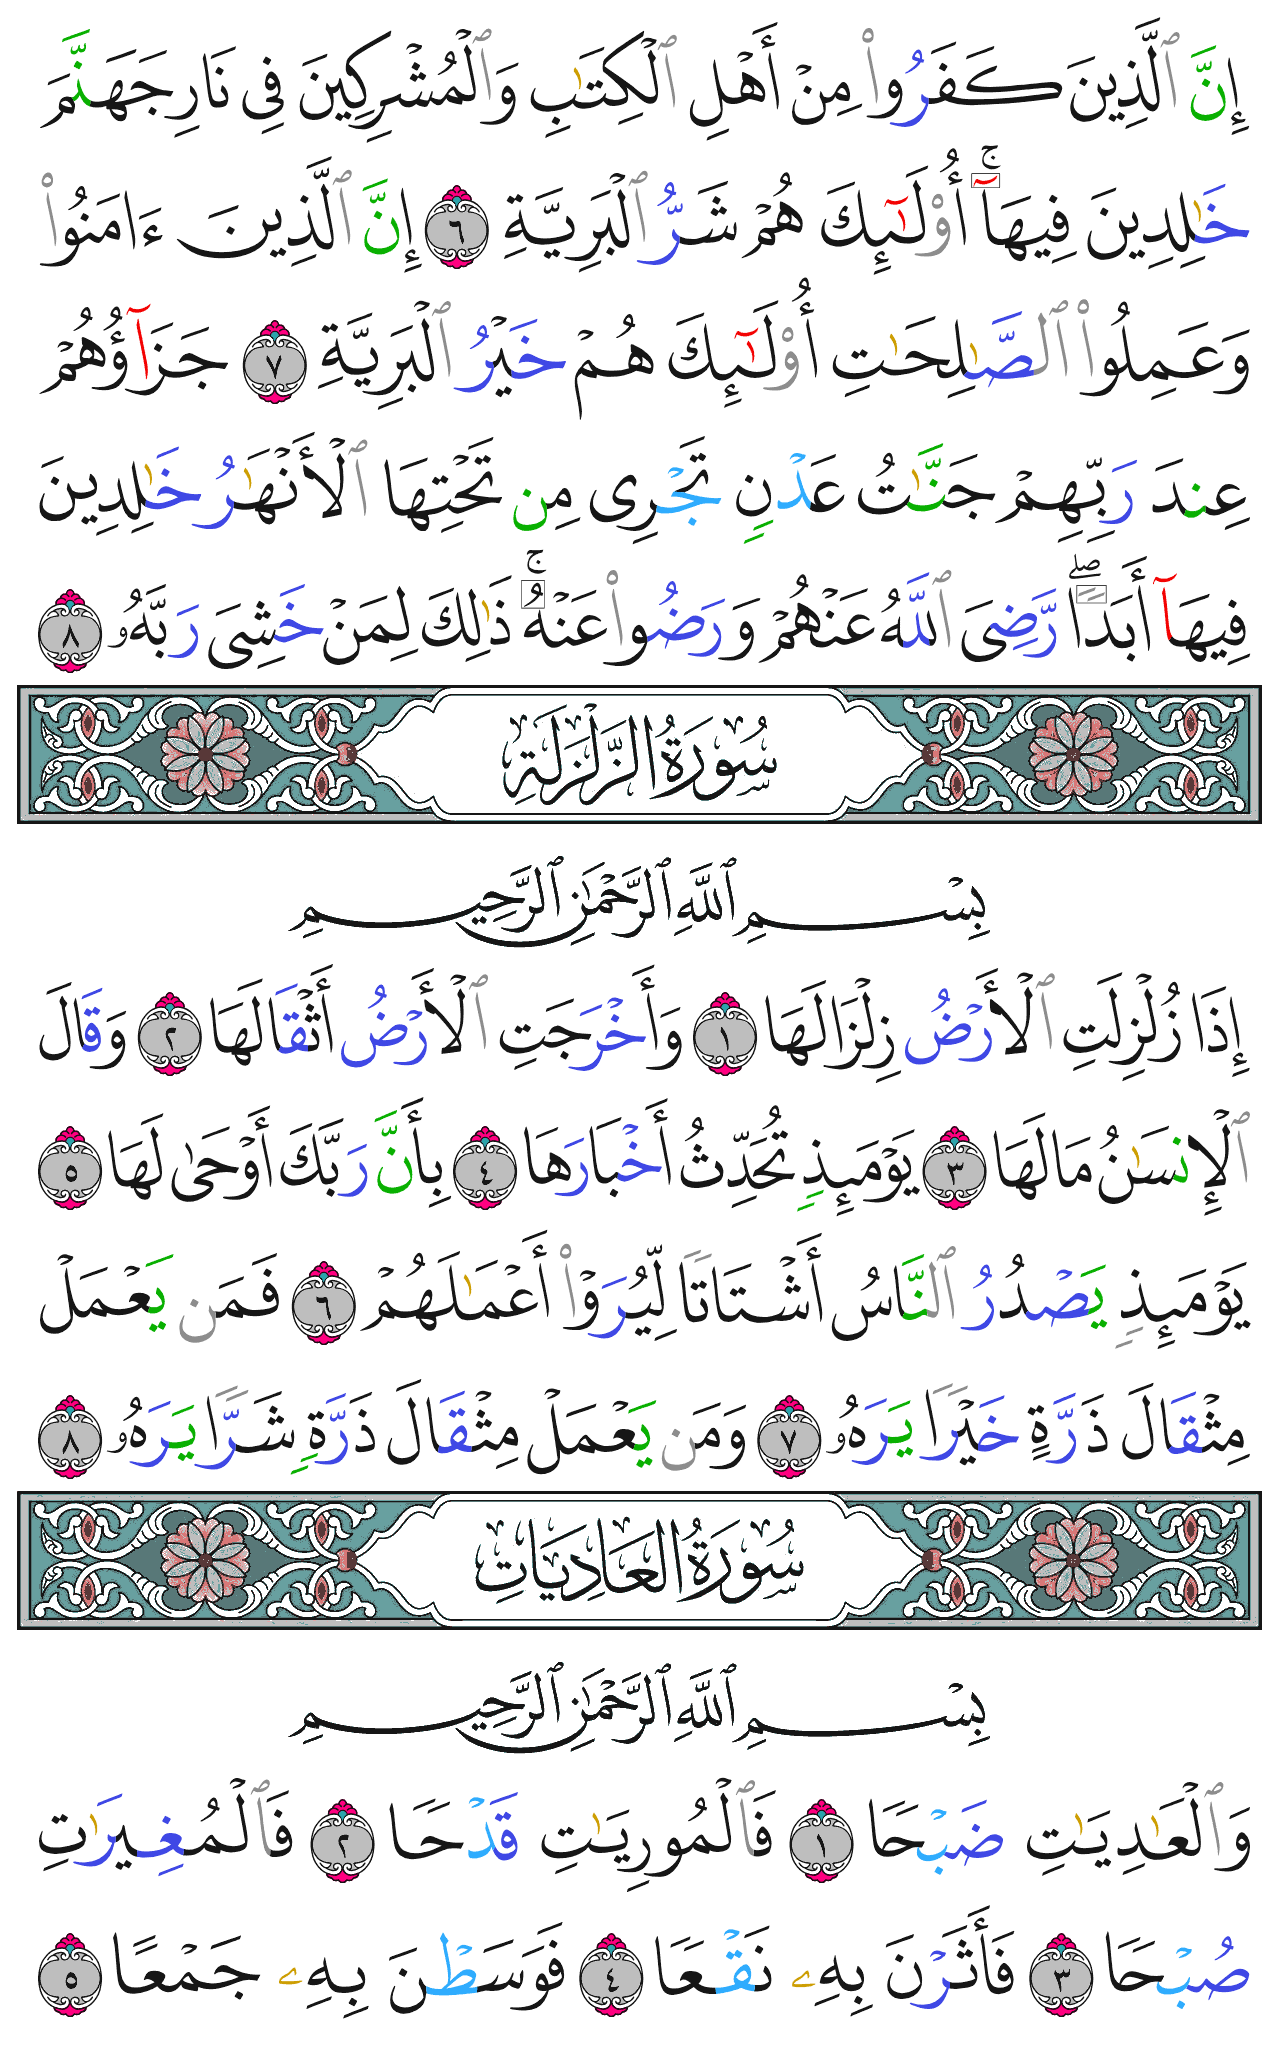 إِنَّ ٱلَّذِينَ كَفَرُوا۟ مِنْ أَهْلِ ٱلْكِتَـٰبِ وَٱلْمُشْرِكِينَ فِى نَارِ جَهَنَّمَ
خَـٰلِدِينَ فِيهَآ ۚ أُو۟لَـٰٓئِكَ هُمْ شَرُّ ٱلْبَرِيَّةِ ٦ إِنَّ ٱلَّذِينَ ءَامَنُوا۟
وَعَمِلُوا۟ ٱلصَّـٰلِحَـٰتِ أُو۟لَـٰٓئِكَ هُمْ خَيْرُ ٱلْبَرِيَّةِ ٧ جَزَآؤُهُمْ
عِندَ رَبِّهِمْ جَنَّـٰتُ عَدْنٍ تَجْرِى مِن تَحْتِهَا ٱلْأَنْهَـٰرُ خَـٰلِدِينَ
فِيهَآ أَبَدًا ۖ رَّضِىَ ٱللَّهُ عَنْهُمْ وَرَضُوا۟ عَنْهُ ۚ ذَٰلِكَ لِمَنْ خَشِىَ رَبَّهُۥ ٨
سُورَةُ الزَّلْزَلَةِ
بِسْمِ ٱللَّهِ ٱلرَّحْمَـٰنِ ٱلرَّحِيمِ
إِذَا زُلْزِلَتِ ٱلْأَرْضُ زِلْزَالَهَا ١ وَأَخْرَجَتِ ٱلْأَرْضُ أَثْقَالَهَا ٢ وَقَالَ
ٱلْإِنسَـٰنُ مَا لَهَا ٣ يَوْمَئِذٍ تُحَدِّثُ أَخْبَارَهَا ٤ بِأَنَّ رَبَّكَ أَوْحَىٰ لَهَا ٥
يَوْمَئِذٍ يَصْدُرُ ٱلنَّاسُ أَشْتَاتًا لِّيُرَوْا۟ أَعْمَـٰلَهُمْ ٦ فَمَن يَعْمَلْ
مِثْقَالَ ذَرَّةٍ خَيْرًا يَرَهُۥ ٧ وَمَن يَعْمَلْ مِثْقَالَ ذَرَّةٍ شَرًّا يَرَهُۥ ٨
سُورَةُ الْعَادِيَاتِ
بِسْمِ ٱللَّهِ ٱلرَّحْمَـٰنِ ٱلرَّحِيمِ
وَٱلْعَـٰدِيَـٰتِ ضَبْحًا ١ فَٱلْمُورِيَـٰتِ قَدْحًا ٢ فَٱلْمُغِيرَٰتِ
صُبْحًا ٣ فَأَثَرْنَ بِهِۦ نَقْعًا ٤ فَوَسَطْنَ بِهِۦ جَمْعًا ٥